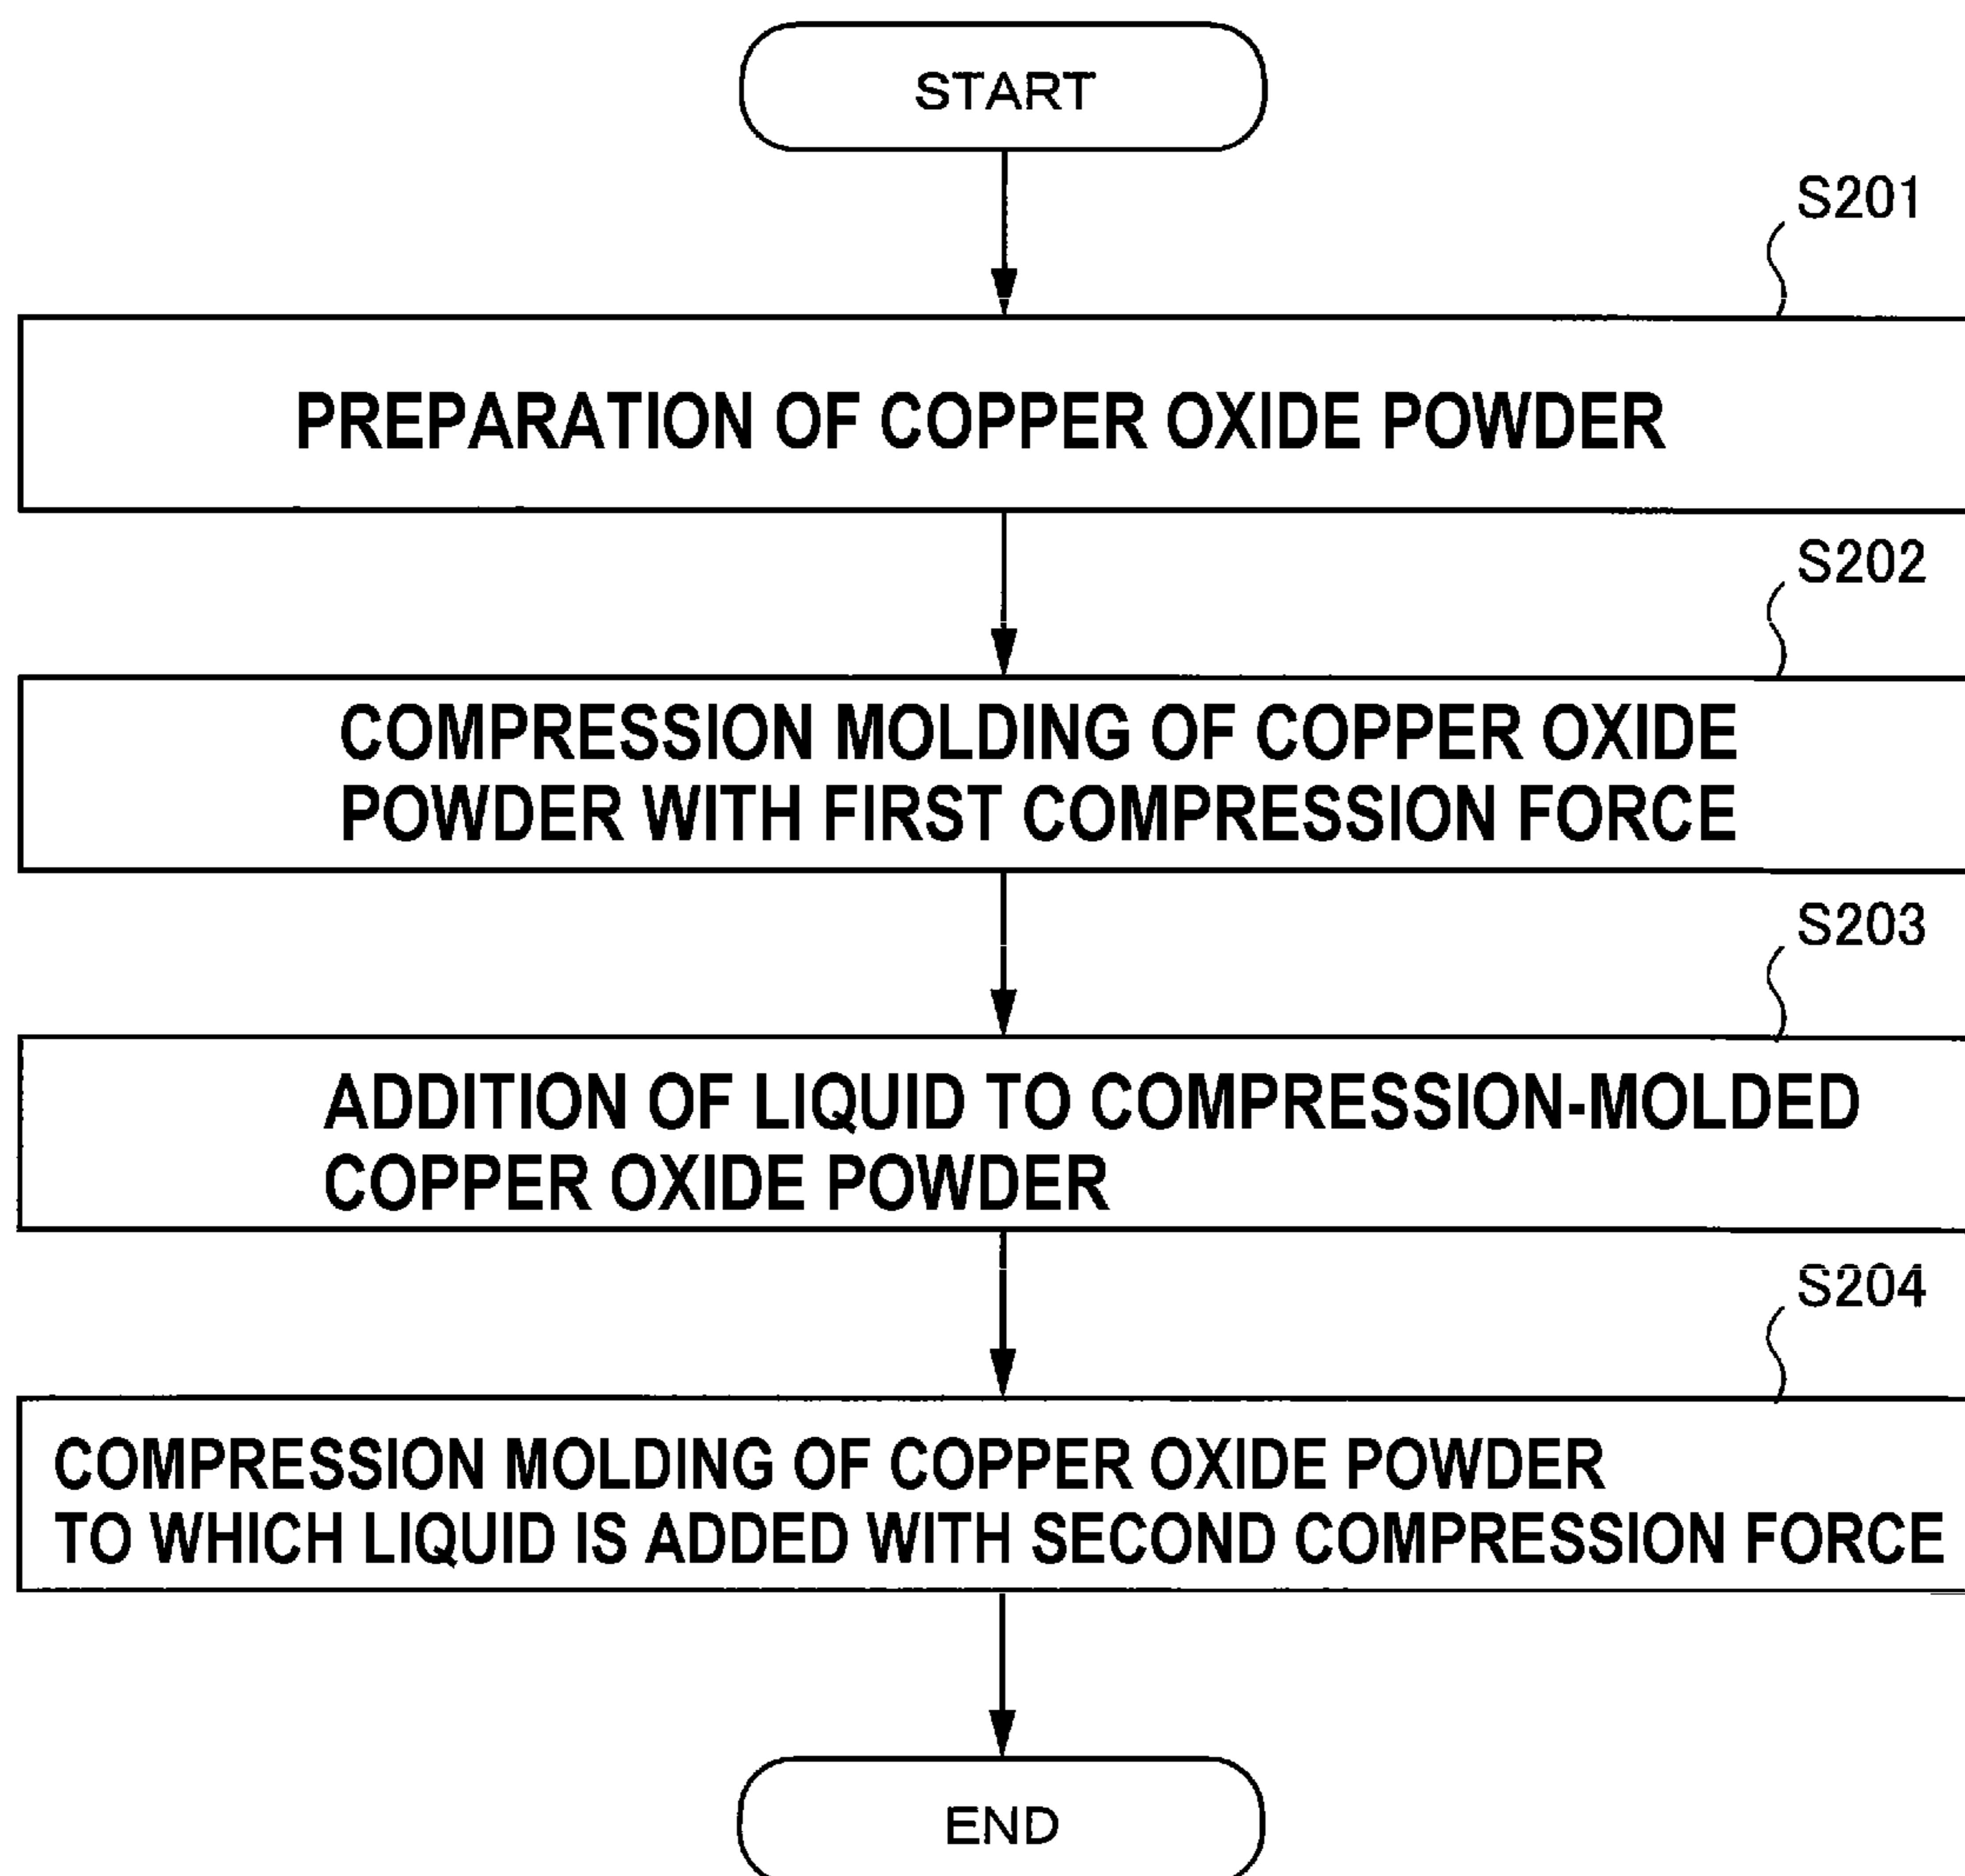 START
S201
PREPARATION OF COPPER OXIDE POWDER
S202
COMPRESSION MOLDING OF COPPER OXIDE
POWDER WITH FIRST COMPRESSION FORCE
S203
ADDITION OF LIQUID TO COMPRESSION-MOLDED
COPPER OXIDE POWDER
S204
COMPRESSION MOLDING OF COPPER OXIDE POWDER
TO WHICH LIQUID IS ADDED WITH SECOND COMPRESSION FORCE
END